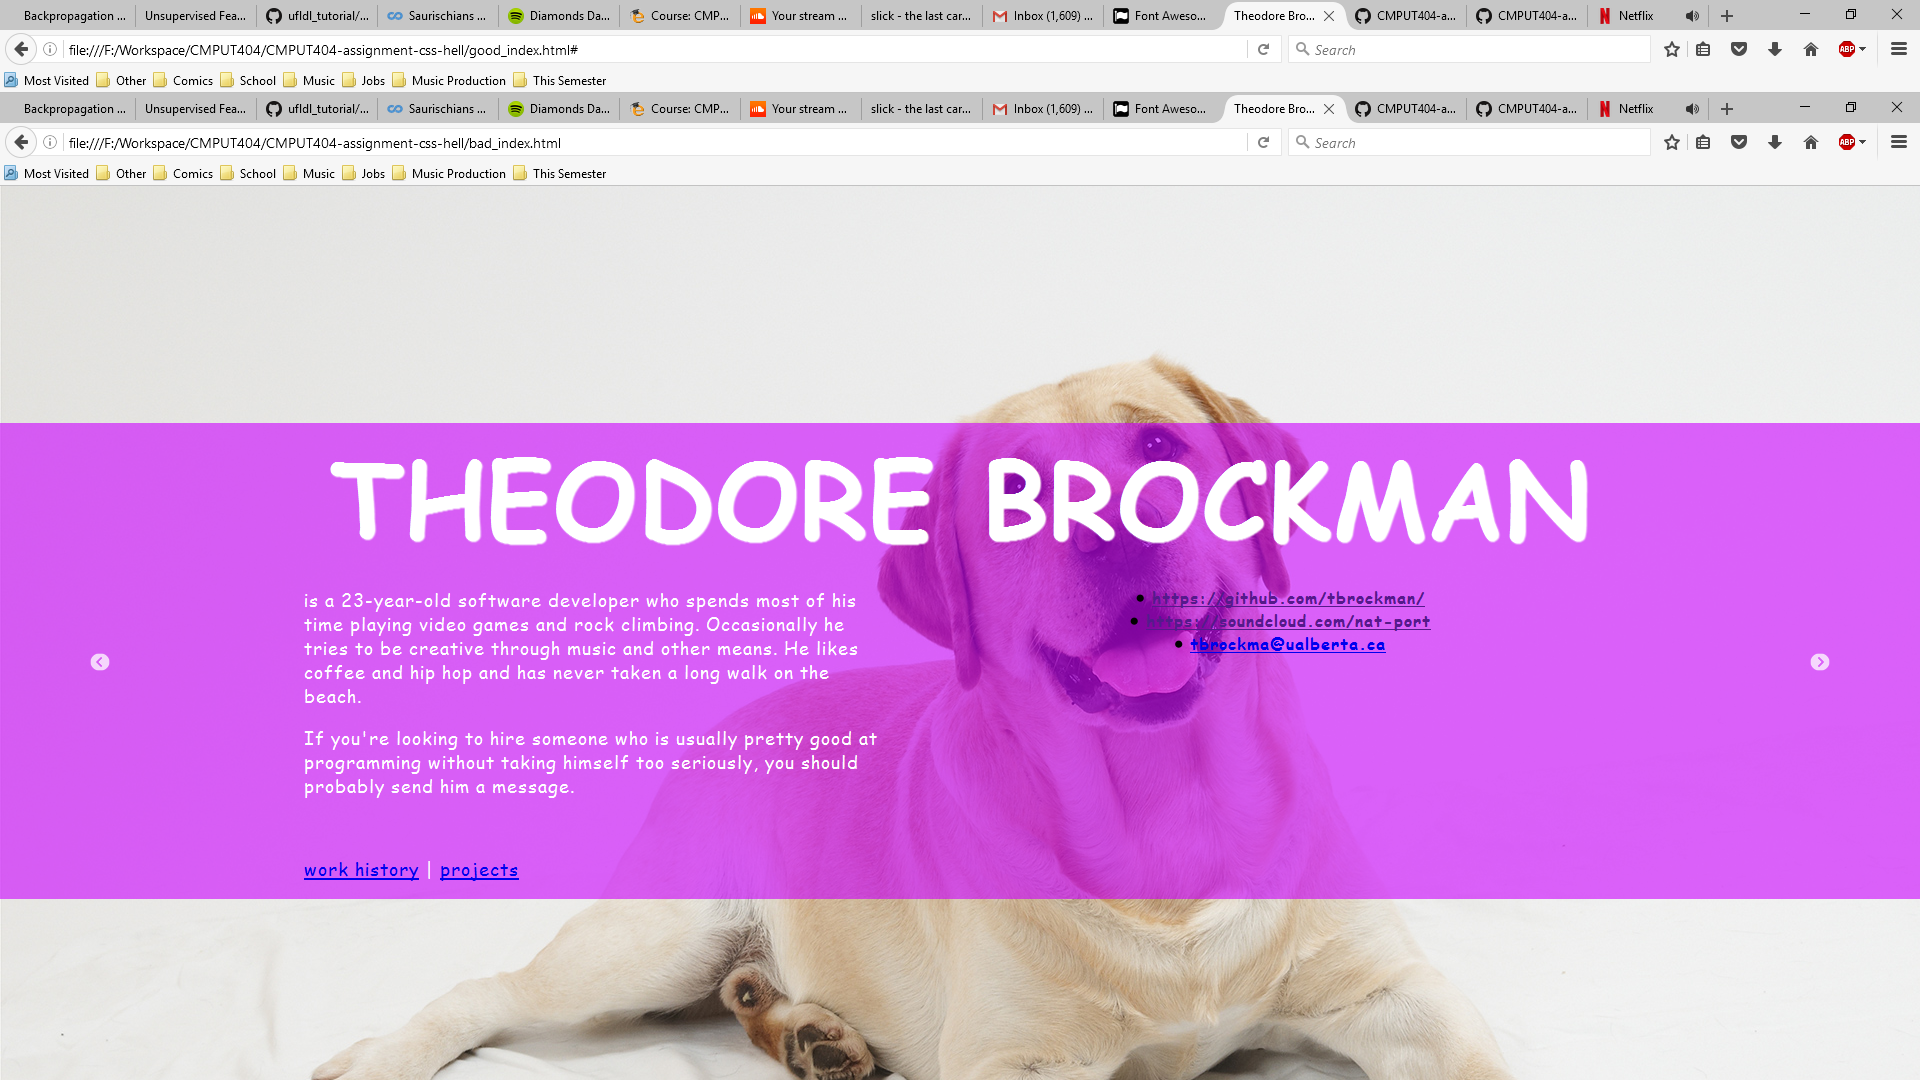 Backpropagation ... Unsupervised Fea... ufldl_tutorial/... Saurischians ... Diamonds Da... Course: CMP... Your stream ... slick - the last car... Inbox (1,609) ... Font Aweso... Theodore Bro... CMPUT404-a... CMPUT404-a... Netflix
file:///F:/Workspace/CMPUT404/CMPUT404-assignment-css-hell/good_index.html# Search ABP
Most Visited Other Comics School Music Jobs Music Production This Semester
Backpropagation ... Unsupervised Fea... ufldl_tutorial/... Saurischians ... Diamonds Da... Course: CMP... Your stream ... slick - the last car... Inbox (1,609) ... Font Aweso... Theodore Bro... CMPUT404-a... CMPUT404-a... Netflix
file:///F:/Workspace/CMPUT404/CMPUT404-assignment-css-hell/bad_index.html Search ABP
Most Visited Other Comics School Music Jobs Music Production This Semester
THEODORE BROCKMAN
is a 23-year-old software developer who spends most of his
time playing video games and rock climbing. Occasionally he
tries to be creative through music and other means. He likes
coffee and hip hop and has never taken a long walk on the
beach.
If you're looking to hire someone who is usually pretty good at
programming without taking himself too seriously, you should
probably send him a message.
work history | projects
• https://github.com/tbrockman/
• https://soundcloud.com/nat-port
• tbrockma@ualberta.ca